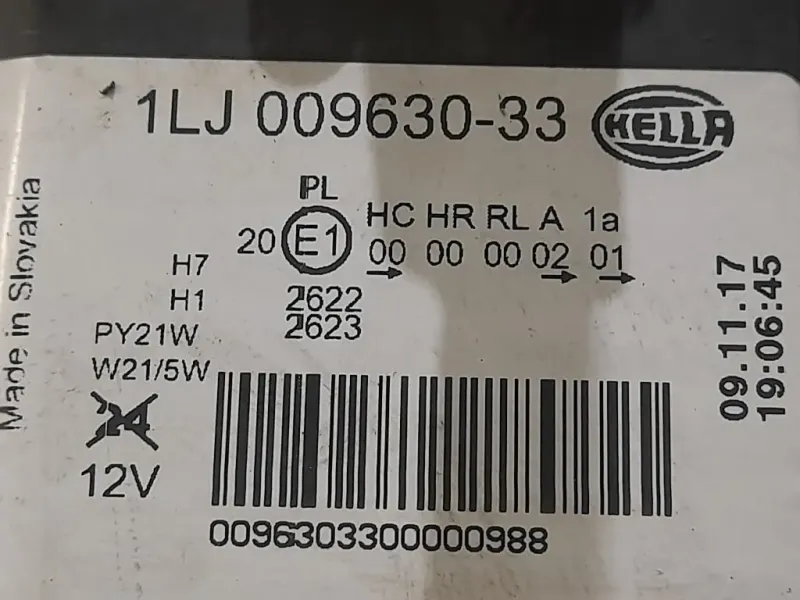 1LJ 009630-33
HELLA
PL
20 E1 HC HR RL A 1a
00 00 00 02 01
H7
H1 2622
PY21W 2623
W21/5W
24
12V
0096303300000988
Made in Slovakia
09.11.17
19:06:45